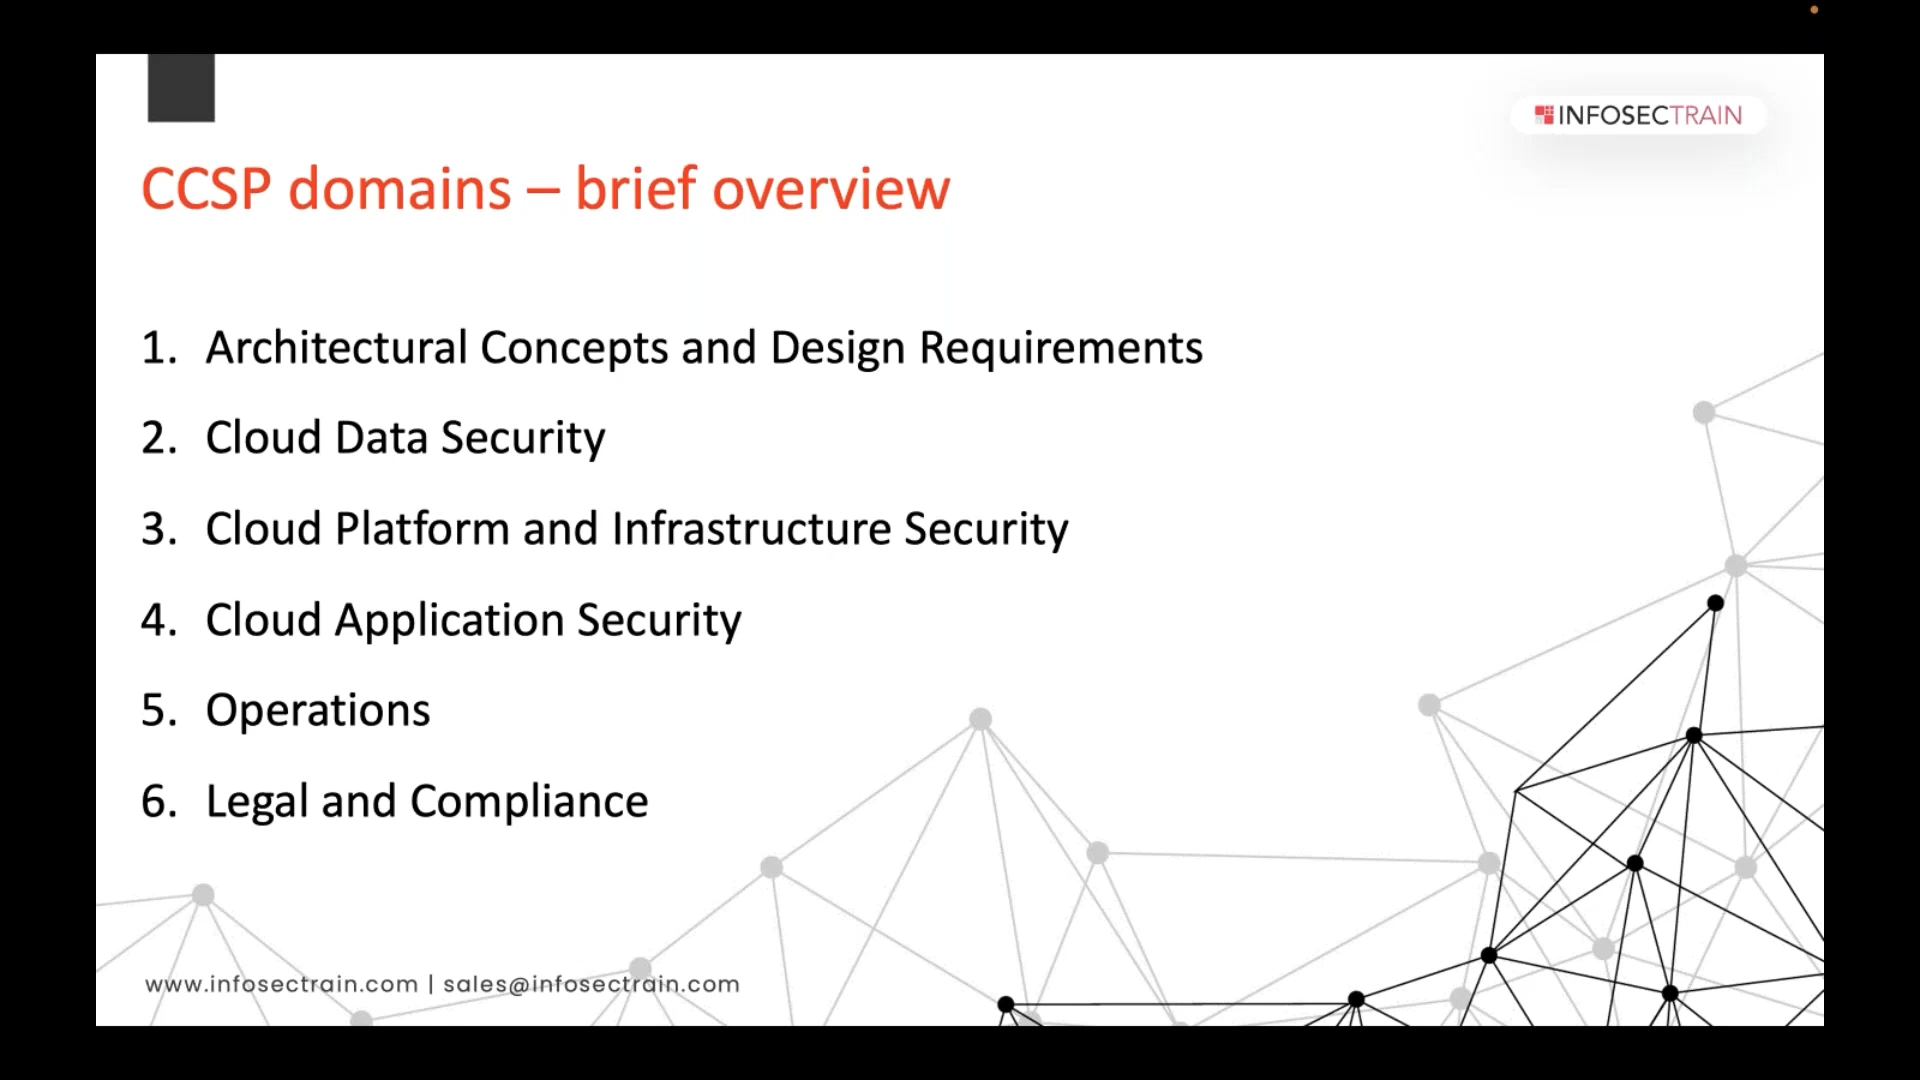 INFOSECTRAIN
CCSP domains – brief overview
1. Architectural Concepts and Design Requirements
2. Cloud Data Security
3. Cloud Platform and Infrastructure Security
4. Cloud Application Security
5. Operations
6. Legal and Compliance
www.infosectrain.com | sales@infosectrain.com